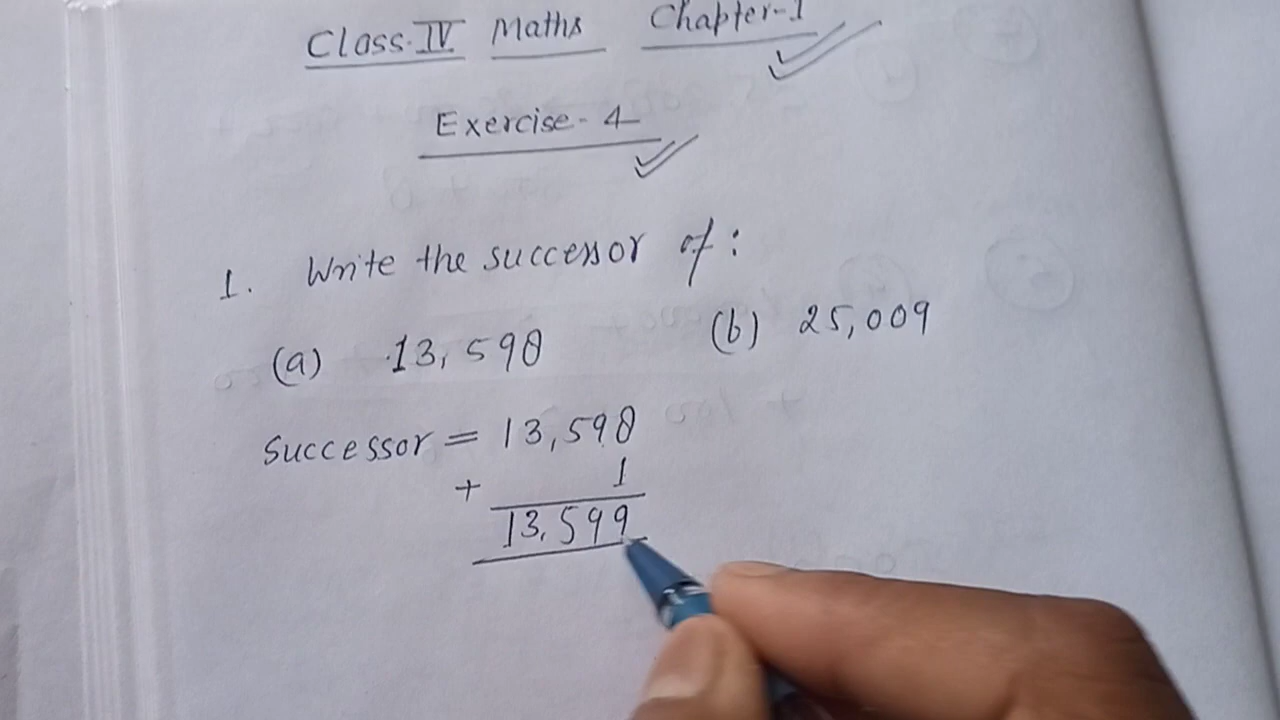 Class-IV Maths Chapter-1
Exercise-4
1. Write the successor of:
(a) 13,598 (b) 25,009
Successor = 13,598
+ 1
13,599